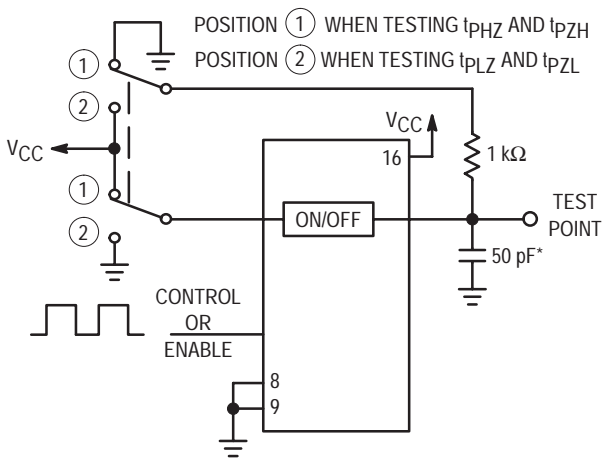 POSITION 1 WHEN TESTING tPHZ AND tPZH
POSITION 2 WHEN TESTING tPLZ AND tPZL
1
2
VCC
1
2
VCC
16
1 kΩ
ON/OFF
TEST
POINT
50 pF*
CONTROL
OR
ENABLE
8
9